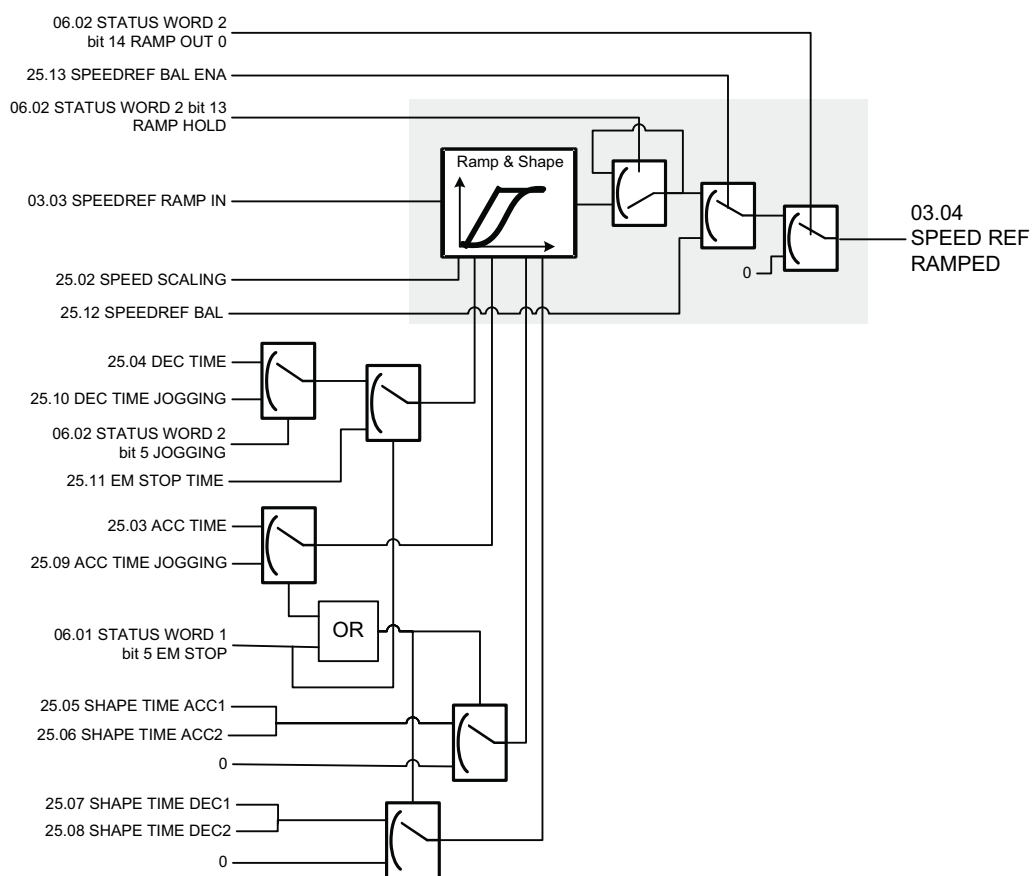 06.02 STATUS WORD 2
bit 14 RAMP OUT 0
25.13 SPEEDREF BAL ENA
06.02 STATUS WORD 2 bit 13
RAMP HOLD
Ramp & Shape
03.03 SPEEDREF RAMP IN
03.04
SPEED REF
RAMPED
0
25.02 SPEED SCALING
25.12 SPEEDREF BAL
25.04 DEC TIME
25.10 DEC TIME JOGGING
06.02 STATUS WORD 2
bit 5 JOGGING
25.11 EM STOP TIME
25.03 ACC TIME
25.09 ACC TIME JOGGING
OR
06.01 STATUS WORD 1
bit 5 EM STOP
25.05 SHAPE TIME ACC1
25.06 SHAPE TIME ACC2
0
25.07 SHAPE TIME DEC1
25.08 SHAPE TIME DEC2
0